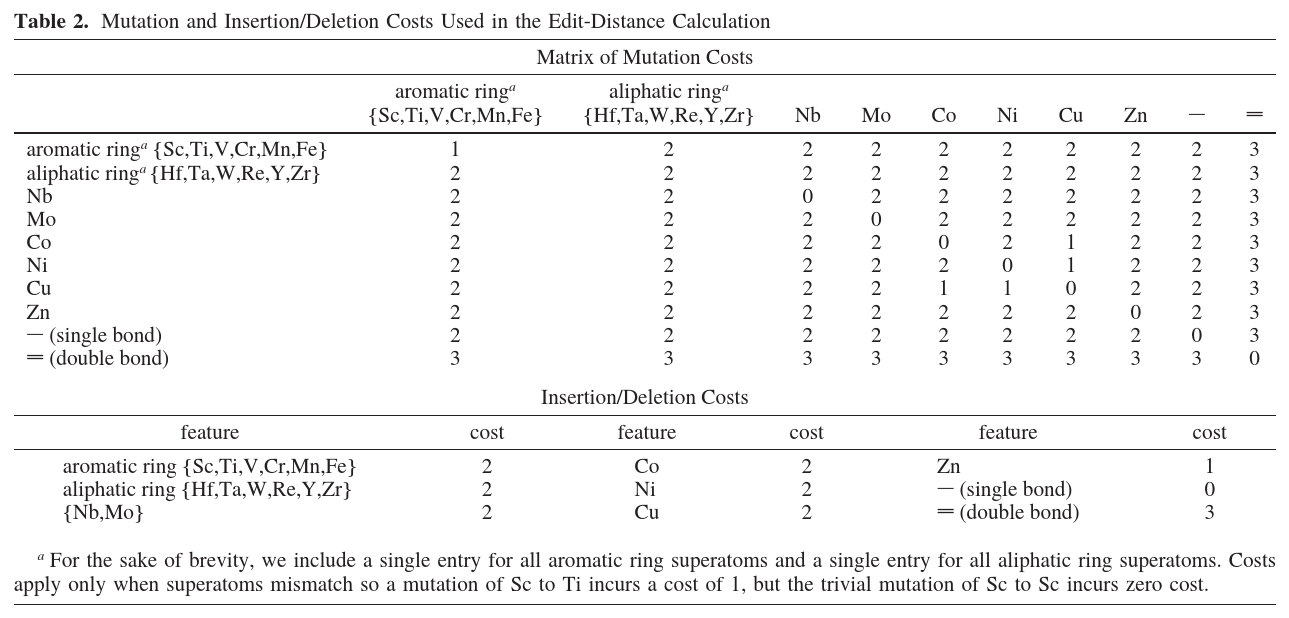 Table 2. Mutation and Insertion/Deletion Costs Used in the Edit-Distance Calculation
Matrix of Mutation Costs
aromatic ringᵃ aliphatic ringᵃ
{Sc,Ti,V,Cr,Mn,Fe} {Hf,Ta,W,Re,Y,Zr} Nb Mo Co Ni Cu Zn — =
aromatic ringᵃ {Sc,Ti,V,Cr,Mn,Fe} 1 2 2 2 2 2 2 2 2 3
aliphatic ringᵃ {Hf,Ta,W,Re,Y,Zr} 2 2 2 2 2 2 2 2 2 3
Nb 2 2 0 2 2 2 2 2 2 3
Mo 2 2 2 0 2 2 2 2 2 3
Co 2 2 2 2 0 2 1 2 2 3
Ni 2 2 2 2 2 0 1 2 2 3
Cu 2 2 2 2 1 1 0 2 2 3
Zn 2 2 2 2 2 2 2 0 2 3
— (single bond) 2 2 2 2 2 2 2 2 0 3
= (double bond) 3 3 3 3 3 3 3 3 3 0
Insertion/Deletion Costs
feature cost feature cost feature cost
aromatic ring {Sc,Ti,V,Cr,Mn,Fe} 2 Co 2 Zn 1
aliphatic ring {Hf,Ta,W,Re,Y,Zr} 2 Ni 2 — (single bond) 0
{Nb,Mo} 2 Cu 2 = (double bond) 3
ᵃ For the sake of brevity, we include a single entry for all aromatic ring superatoms and a single entry for all aliphatic ring superatoms. Costs
apply only when superatoms mismatch so a mutation of Sc to Ti incurs a cost of 1, but the trivial mutation of Sc to Sc incurs zero cost.